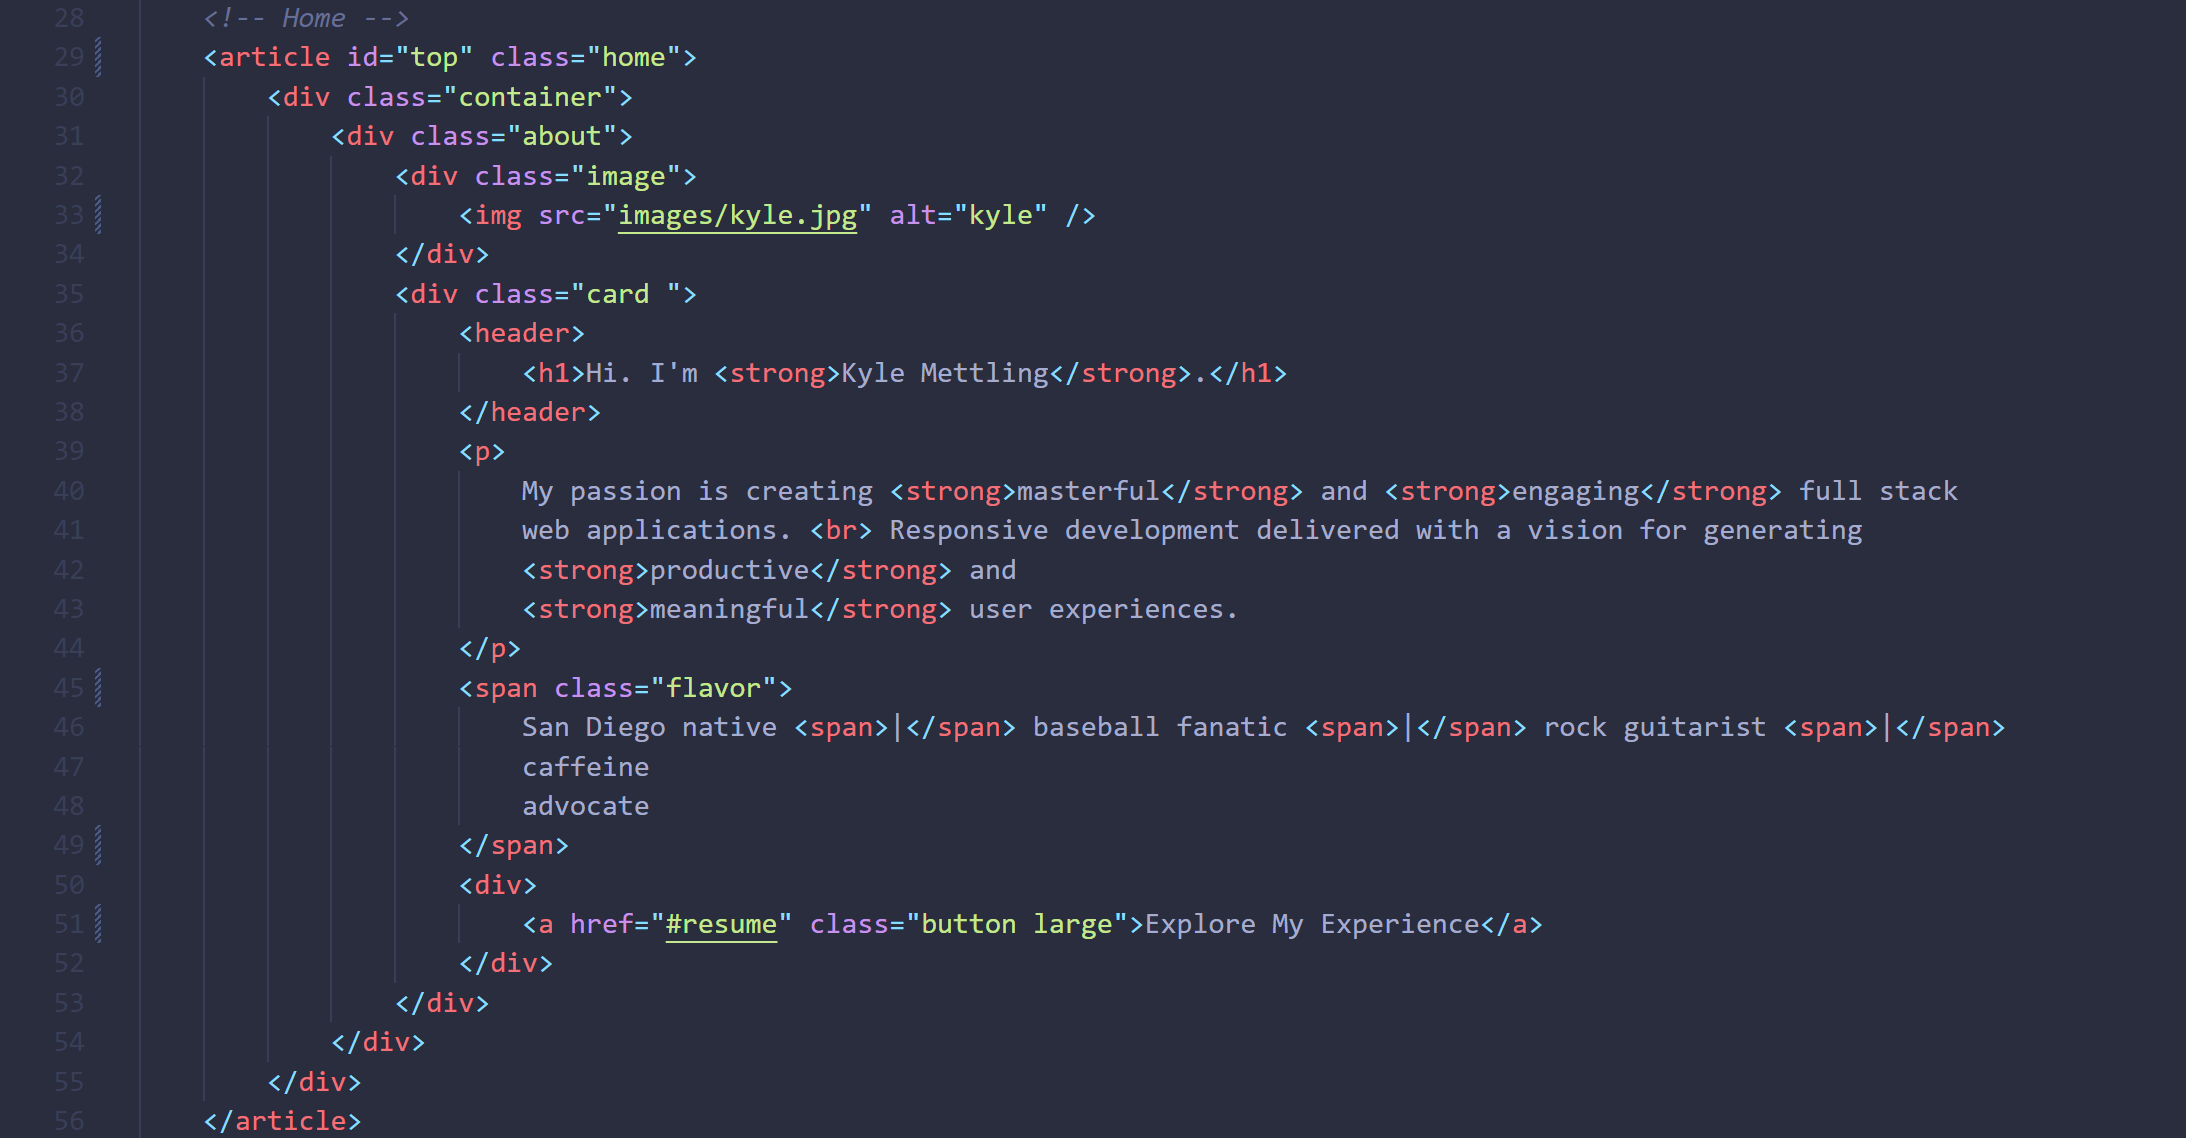 28 <!-- Home -->
29 <article id="top" class="home">
30 <div class="container">
31 <div class="about">
32 <div class="image">
33 <img src="images/kyle.jpg" alt="kyle" />
34 </div>
35 <div class="card ">
36 <header>
37 <h1>Hi. I'm <strong>Kyle Mettling</strong>.</h1>
38 </header>
39 <p>
40 My passion is creating <strong>masterful</strong> and <strong>engaging</strong> full stack
41 web applications. <br> Responsive development delivered with a vision for generating
42 <strong>productive</strong> and
43 <strong>meaningful</strong> user experiences.
44 </p>
45 <span class="flavor">
46 San Diego native <span>|</span> baseball fanatic <span>|</span> rock guitarist <span>|</span>
47 caffeine
48 advocate
49 </span>
50 <div>
51 <a href="#resume" class="button large">Explore My Experience</a>
52 </div>
53 </div>
54 </div>
55 </div>
56 </article>